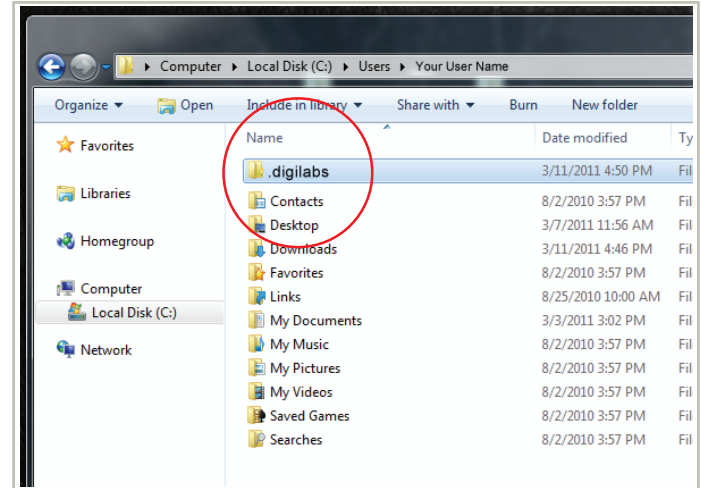 Computer Local Disk (C:) Users Your User Name
Organize Open Include in library Share with Burn New folder
Favorites
Libraries
Homegroup
Computer
Local Disk (C:)
Network
Name Date modified Ty
.digilabs 3/11/2011 4:50 PM Fil
Contacts 8/2/2010 3:57 PM Fil
Desktop 3/7/2011 11:56 AM Fil
Downloads 3/11/2011 4:46 PM Fil
Favorites 8/2/2010 3:57 PM Fil
Links 8/25/2010 10:00 AM Fil
My Documents 3/3/2011 3:02 PM Fil
My Music 8/2/2010 3:57 PM Fil
My Pictures 8/2/2010 3:57 PM Fil
My Videos 8/2/2010 3:57 PM Fil
Saved Games 8/2/2010 3:57 PM Fil
Searches 8/2/2010 3:57 PM Fil